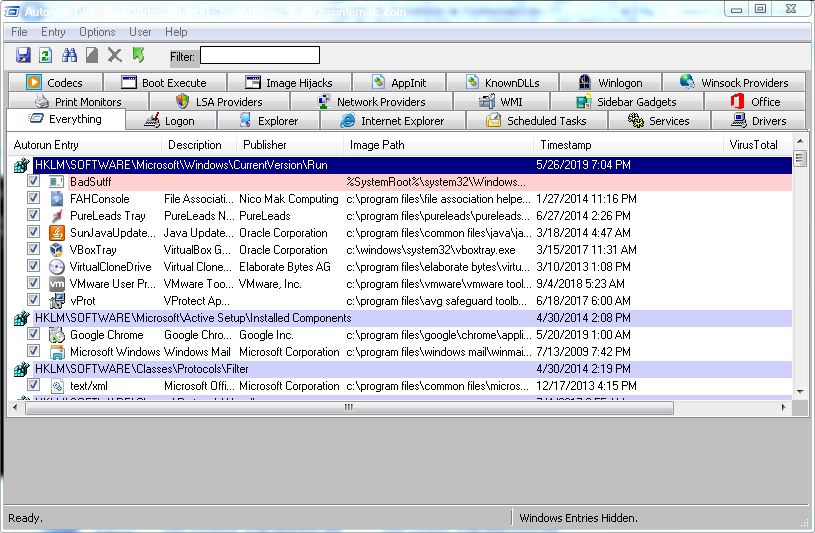 www.sysinternals.com
File Entry Options User Help
Filter:
Codecs Boot Execute Image Hijacks AppInit KnownDLLs Winlogon Winsock Providers
Print Monitors LSA Providers Network Providers WMI Sidebar Gadgets Office
Everything Logon Explorer Internet Explorer Scheduled Tasks Services Drivers
Autorun Entry Description Publisher Image Path Timestamp VirusTotal
HKLM\SOFTWARE\Microsoft\Windows\CurrentVersion\Run 5/26/2019 7:04 PM
BadSutff %SystemRoot%\system32\Windows...
FAHConsole File Associati... Nico Mak Computing c:\program files\file association helpe... 1/27/2014 11:16 PM
PureLeads Tray PureLeads N... PureLeads c:\program files\pureleads\pureleads... 6/27/2014 2:26 PM
SunJavaUpdate... Java Update... Oracle Corporation c:\program files\common files\java\ja... 3/18/2014 4:47 AM
VBoxTray VirtualBox G... Oracle Corporation c:\windows\system32\vboxtray.exe 3/15/2017 11:31 AM
VirtualCloneDrive Virtual Clone... Elaborate Bytes AG c:\program files\elaborate bytes\virtu... 3/10/2013 1:08 PM
VMware User Pr... VMware Too... VMware, Inc. c:\program files\vmware\vmware tool... 9/4/2018 5:23 AM
vProt VProtect Ap... c:\program files\avg safeguard toolb... 6/18/2017 6:00 AM
HKLM\SOFTWARE\Microsoft\Active Setup\Installed Components 4/30/2014 2:08 PM
Google Chrome Google Chro... Google Inc. c:\program files\google\chrome\appli... 5/20/2019 1:00 AM
Microsoft Windows Windows Mail Microsoft Corporation c:\program files\windows mail\winmai... 7/13/2009 7:42 PM
HKLM\SOFTWARE\Classes\Protocols\Filter 4/30/2014 2:19 PM
text/xml Microsoft Offi... Microsoft Corporation c:\program files\common files\micros... 12/17/2013 4:15 PM
Ready. Windows Entries Hidden.